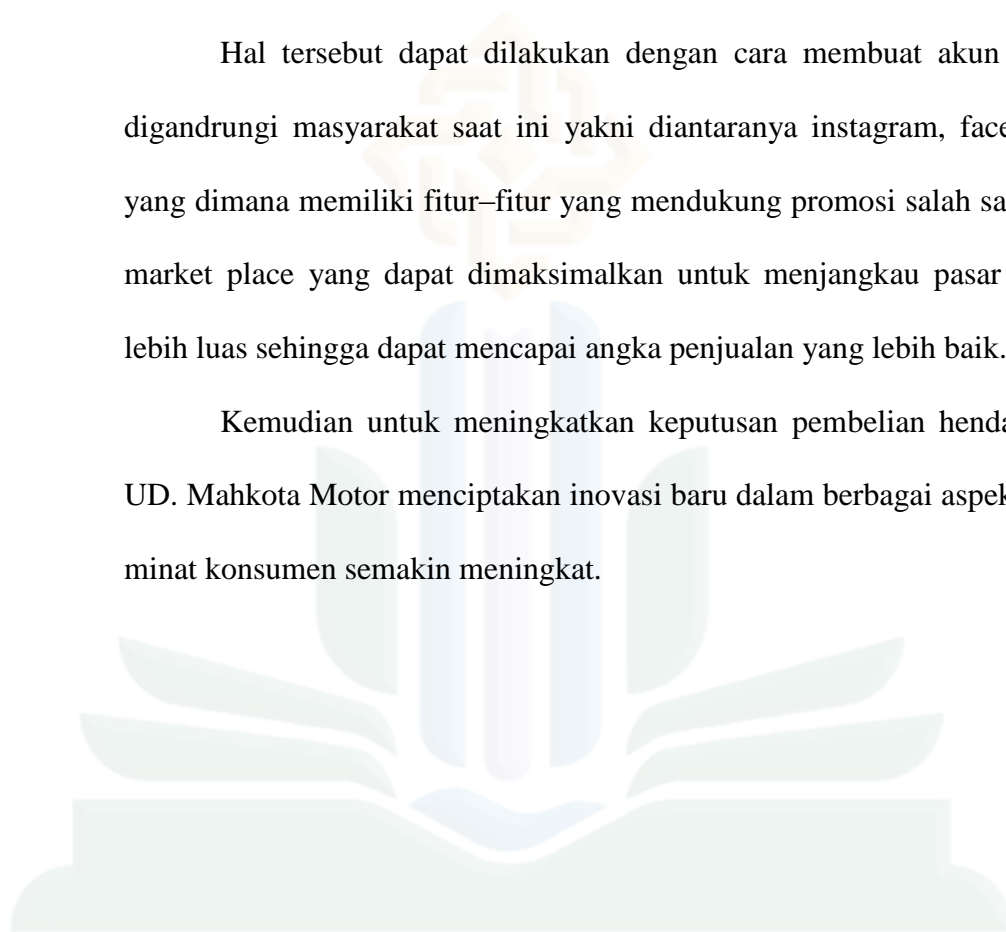 Hal tersebut dapat dilakukan dengan cara membuat akun
digandrungi masyarakat saat ini yakni diantaranya instagram,
yang dimana memiliki fitur–fitur yang mendukung promosi salah
market place yang dapat dimaksimalkan untuk menjangkau pasar
lebih luas sehingga dapat mencapai angka penjualan yang lebih baik.
Kemudian untuk meningkatkan keputusan pembelian
UD. Mahkota Motor menciptakan inovasi baru dalam berbagai aspek
minat konsumen semakin meningkat.